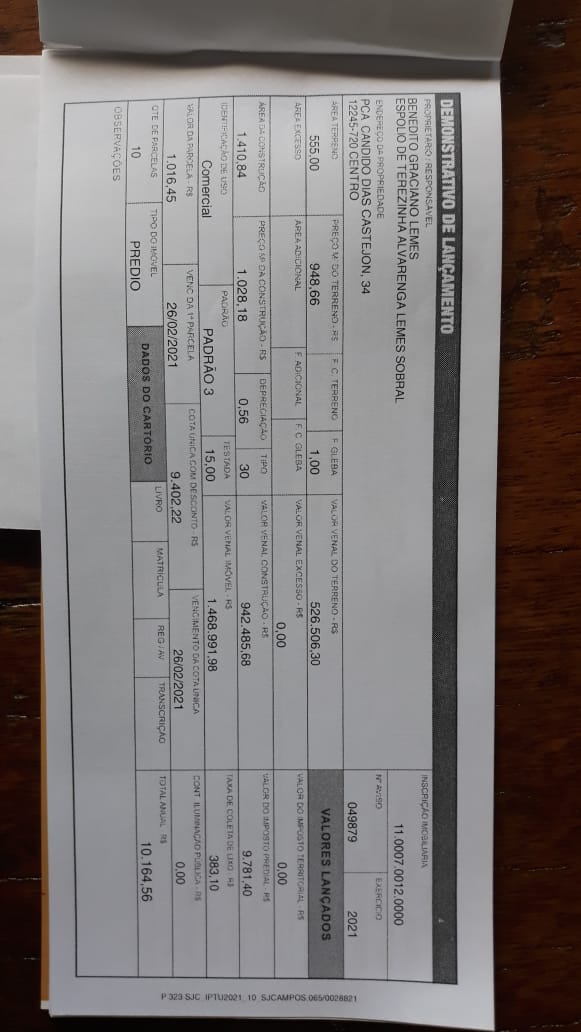 DEMONSTRATIVO DE LANÇAMENTO
PROPRIETÁRIO / RESPONSÁVEL
BENEDITO GRACIANO LEMES
ESPOLIO DE TEREZINHA ALVARENGA LEMES SOBRAL
INSCRIÇÃO IMOBILIÁRIA
11.0007.0012.0000
ENDEREÇO DA PROPRIEDADE
PCA. CANDIDO DIAS CASTEJON, 34
12245-720 CENTRO
Nº AVISO EXERCÍCIO
049879 2021
ÁREA TERRENO PREÇO M² DO TERRENO - R$ F. C. TERRENO F. GLEBA VALOR VENAL DO TERRENO - R$
555,00 948,66 1,00 526.506,30
VALORES LANÇADOS
ÁREA EXCESSO ÁREA ADICIONAL F. ADICIONAL F. C. GLEBA VALOR VENAL EXCESSO - R$ VALOR DO IMPOSTO TERRITORIAL - R$
0,00 0,00
ÁREA DA CONSTRUÇÃO PREÇO M² DA CONSTRUÇÃO - R$ DEPRECIAÇÃO TIPO VALOR VENAL CONSTRUÇÃO - R$ VALOR DO IMPOSTO PREDIAL - R$
1.410,84 1.028,18 0,56 30 942.485,68 9.781,40
IDENTIFICAÇÃO DE USO PADRÃO TESTADA VALOR VENAL IMÓVEL - R$ TAXA DE COLETA DE LIXO - R$
Comercial PADRÃO 3 15,00 1.468.991,98 383,10
VALOR DA PARCELA - R$ VENC DA 1ª PARCELA COTA ÚNICA COM DESCONTO - R$ VENCIMENTO DA COTA ÚNICA CONT. ILUMINAÇÃO PÚBLICA - R$
1.016,45 26/02/2021 9.402,22 26/02/2021 0,00
QTE DE PARCELAS TIPO DO IMÓVEL DADOS DO CARTÓRIO LIVRO MATRÍCULA REG / AV TRANSCRIÇÃO TOTAL ANUAL R$
10 PREDIO 10.164,56
OBSERVAÇÕES
P 323 SJC_IPTU2021_10_SJCAMPOS.065/0028821